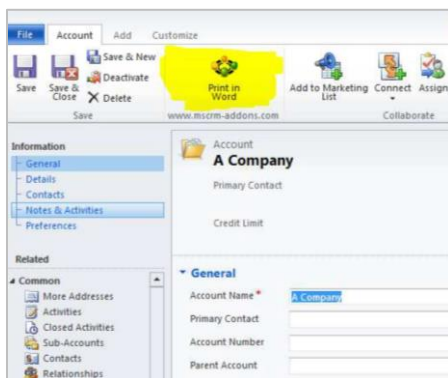 File Account Add Customize
Save
Save & Close
Save & New
Deactivate
Delete
Save
Print in Word
www.mscrm-addons.com
Add to Marketing List
Connect
Assign
Collaborate
Information
General
Details
Contacts
Notes & Activities
Preferences
Related
Common
More Addresses
Activities
Closed Activities
Sub-Accounts
Contacts
Relationships
Account
A Company
Primary Contact
Credit Limit
General
Account Name* A Company
Primary Contact
Account Number
Parent Account